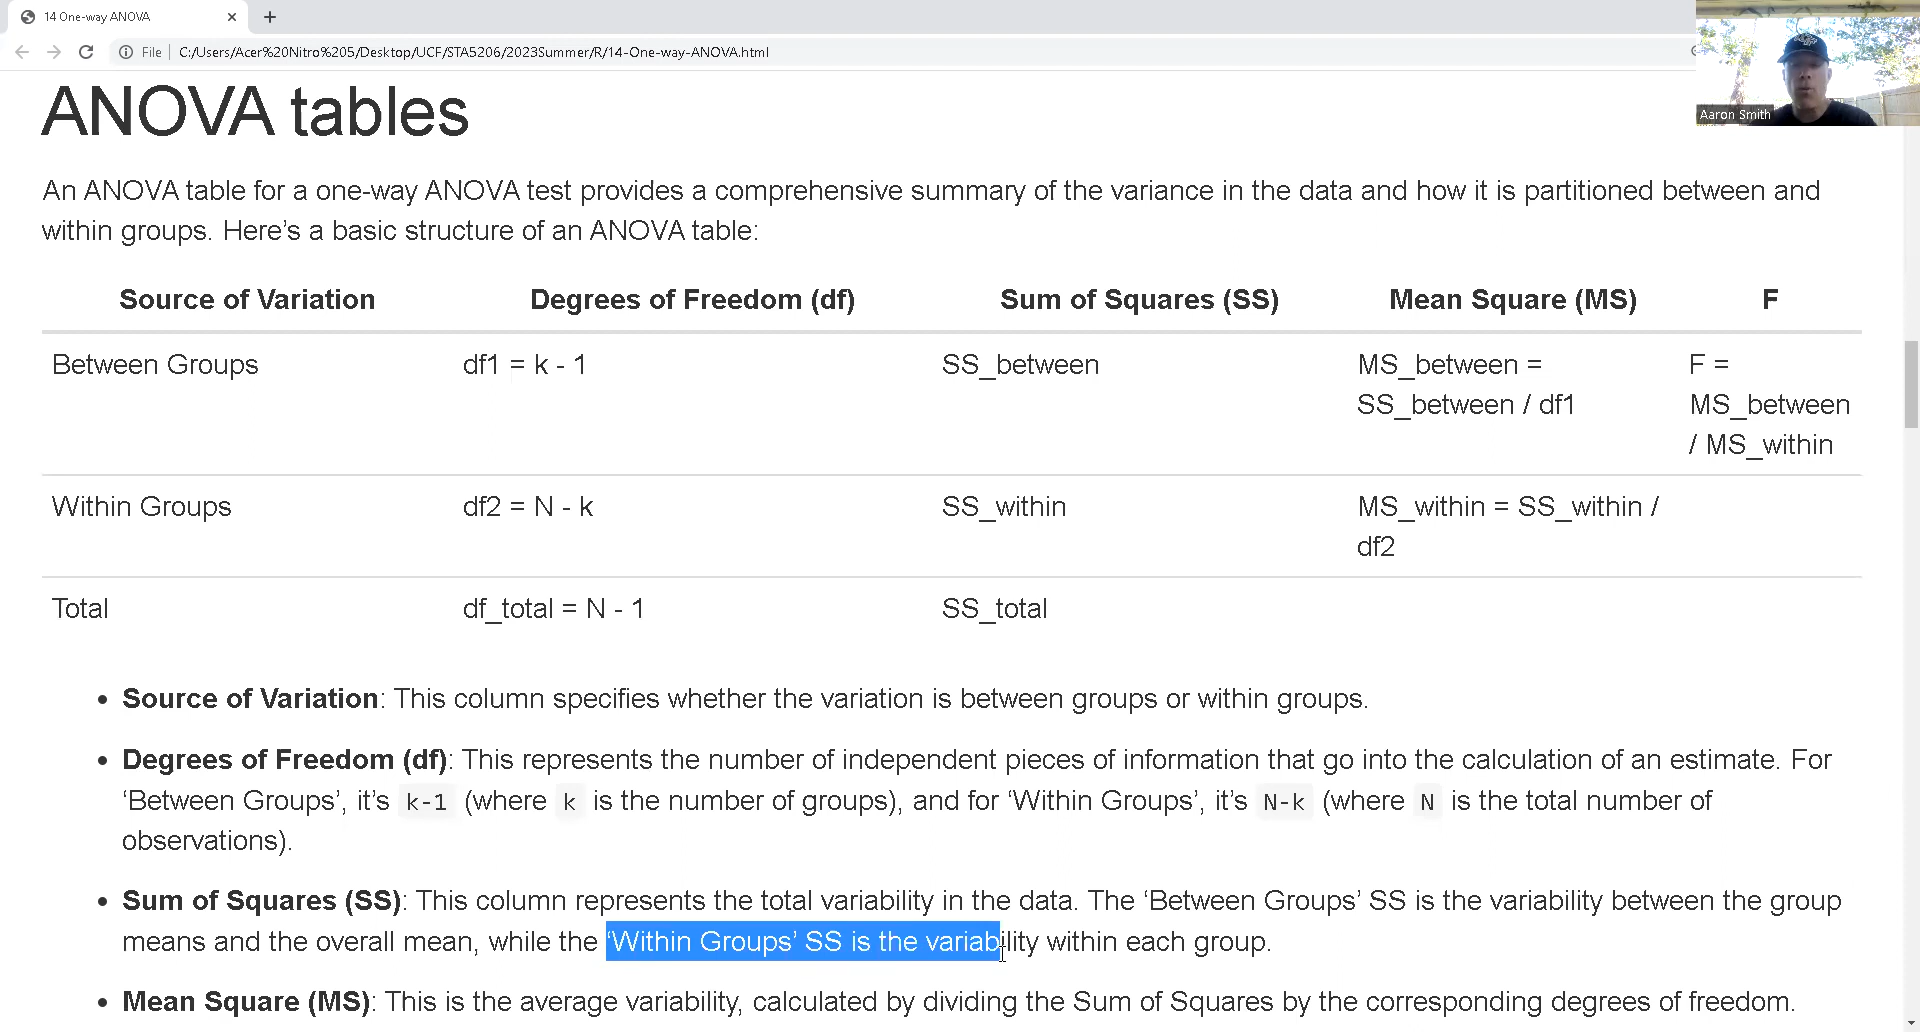 14 One-way ANOVA
File | C:/Users/Acer%20Nitro%205/Desktop/UCF/STA5206/2023Summer/R/14-One-way-ANOVA.html
Aaron Smith
ANOVA tables
An ANOVA table for a one-way ANOVA test provides a comprehensive summary of the variance in the data and how it is partitioned between and
within groups. Here’s a basic structure of an ANOVA table:
Source of Variation Degrees of Freedom (df) Sum of Squares (SS) Mean Square (MS) F
Between Groups df1 = k - 1 SS_between MS_between = F =
SS_between / df1 MS_between
/ MS_within
Within Groups df2 = N - k SS_within MS_within = SS_within /
df2
Total df_total = N - 1 SS_total
• Source of Variation: This column specifies whether the variation is between groups or within groups.
• Degrees of Freedom (df): This represents the number of independent pieces of information that go into the calculation of an estimate. For
‘Between Groups’, it’s k-1 (where k is the number of groups), and for ‘Within Groups’, it’s N-k (where N is the total number of
observations).
• Sum of Squares (SS): This column represents the total variability in the data. The ‘Between Groups’ SS is the variability between the group
means and the overall mean, while the ‘Within Groups’ SS is the variability within each group.
• Mean Square (MS): This is the average variability, calculated by dividing the Sum of Squares by the corresponding degrees of freedom.